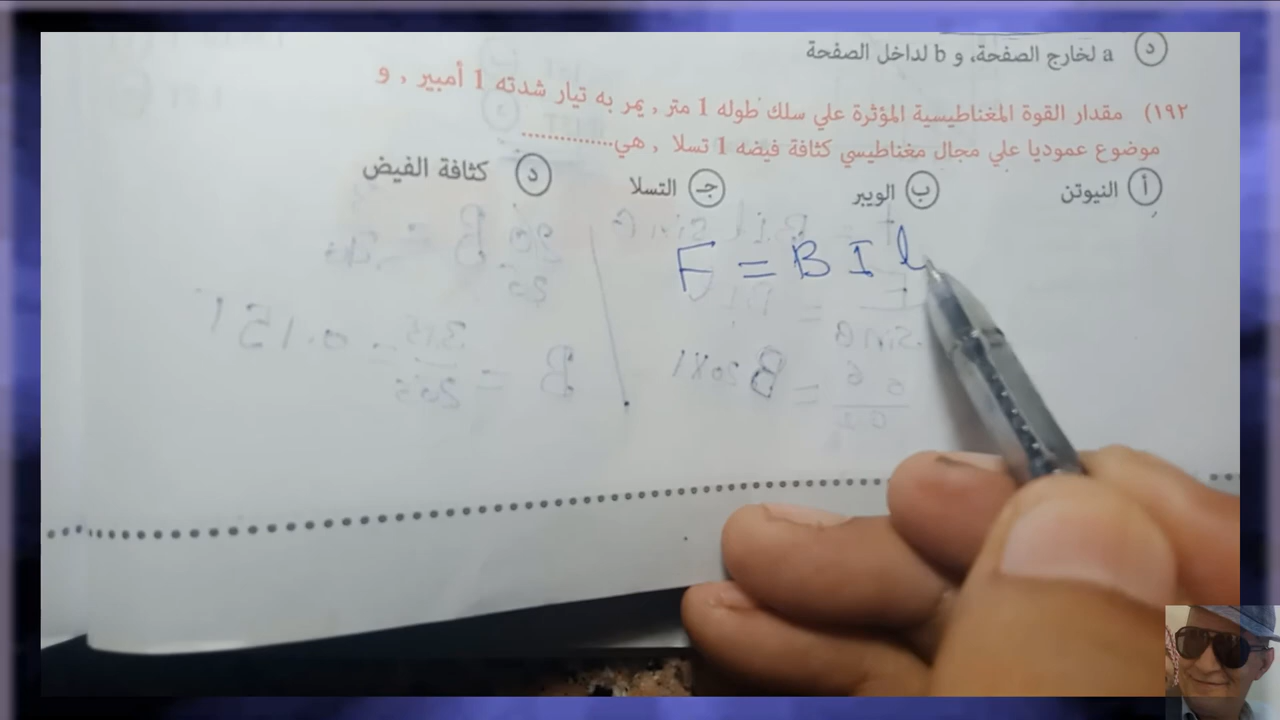 د a لخارج الصفحة، و b لداخل الصفحة
١٩٢) مقدار القوة المغناطيسية المؤثرة علي سلك طوله 1 متر , يمر به تيار شدته 1 أمبير , و
موضوع عموديا علي مجال مغناطيسي كثافة فيضه 1 تسلا , هي..............
أ النيوتن ب الويبر جـ التسلا د كثافة الفيض
F = B I l